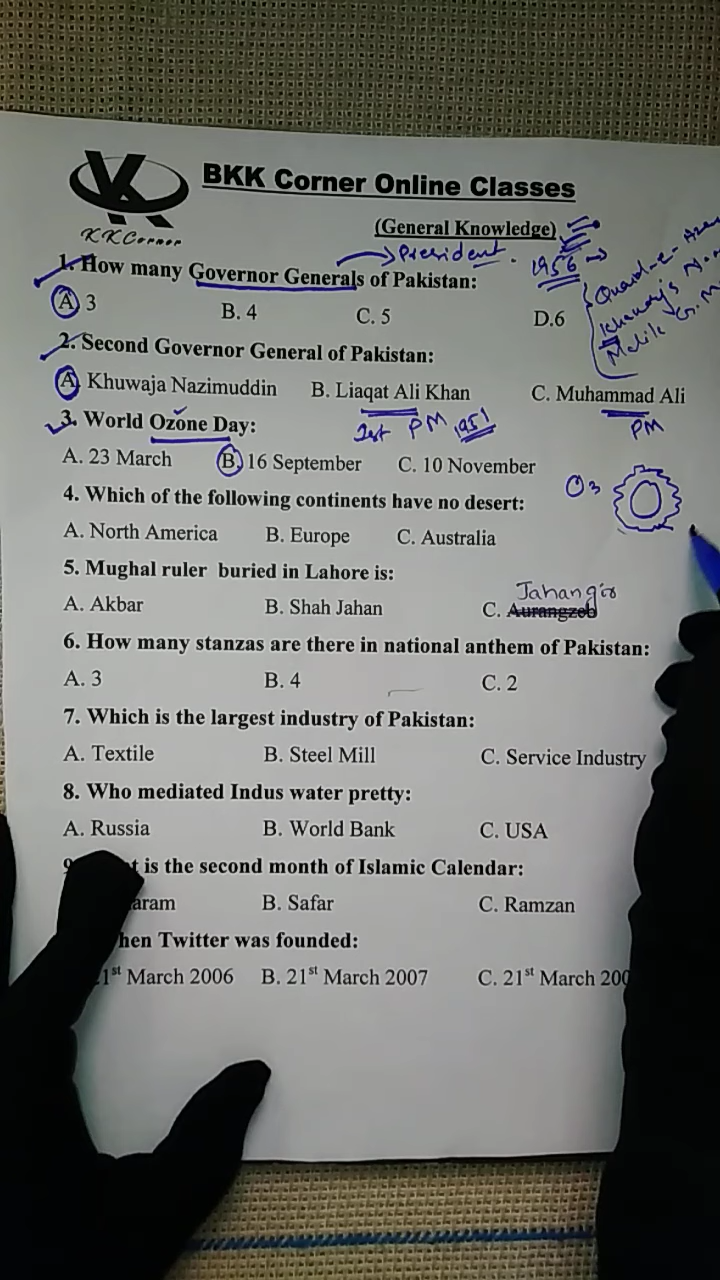 BKK Corner Online Classes
KKCorner
(General Knowledge)
President. 1956
1. How many Governor Generals of Pakistan:
A 3 B. 4 C. 5 D.6
Quaid-e-
Khawaj's N.
Malik G. M.
2. Second Governor General of Pakistan:
A Khuwaja Nazimuddin B. Liaqat Ali Khan C. Muhammad Ali
1st PM 1951 PM
3. World Ozone Day:
A. 23 March B. 16 September C. 10 November
O3
4. Which of the following continents have no desert:
A. North America B. Europe C. Australia
5. Mughal ruler buried in Lahore is:
Jahangir
A. Akbar B. Shah Jahan C. Aurangzeb
6. How many stanzas are there in national anthem of Pakistan:
A. 3 B. 4 C. 2
7. Which is the largest industry of Pakistan:
A. Textile B. Steel Mill C. Service Industry
8. Who mediated Indus water pretty:
A. Russia B. World Bank C. USA
9 t is the second month of Islamic Calendar:
aram B. Safar C. Ramzan
hen Twitter was founded:
1st March 2006 B. 21st March 2007 C. 21st March 200